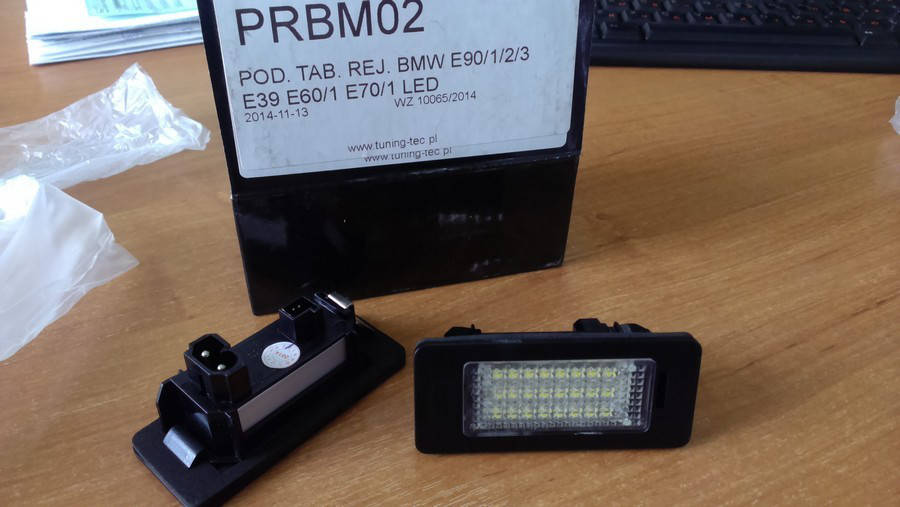 PRBM02
POD. TAB. REJ. BMW E90/1/2/3
E39 E60/1 E70/1 LED
2014-11-13 WZ 10065/2014
www.tuning-tec.pl
www.tuning-tec.pl